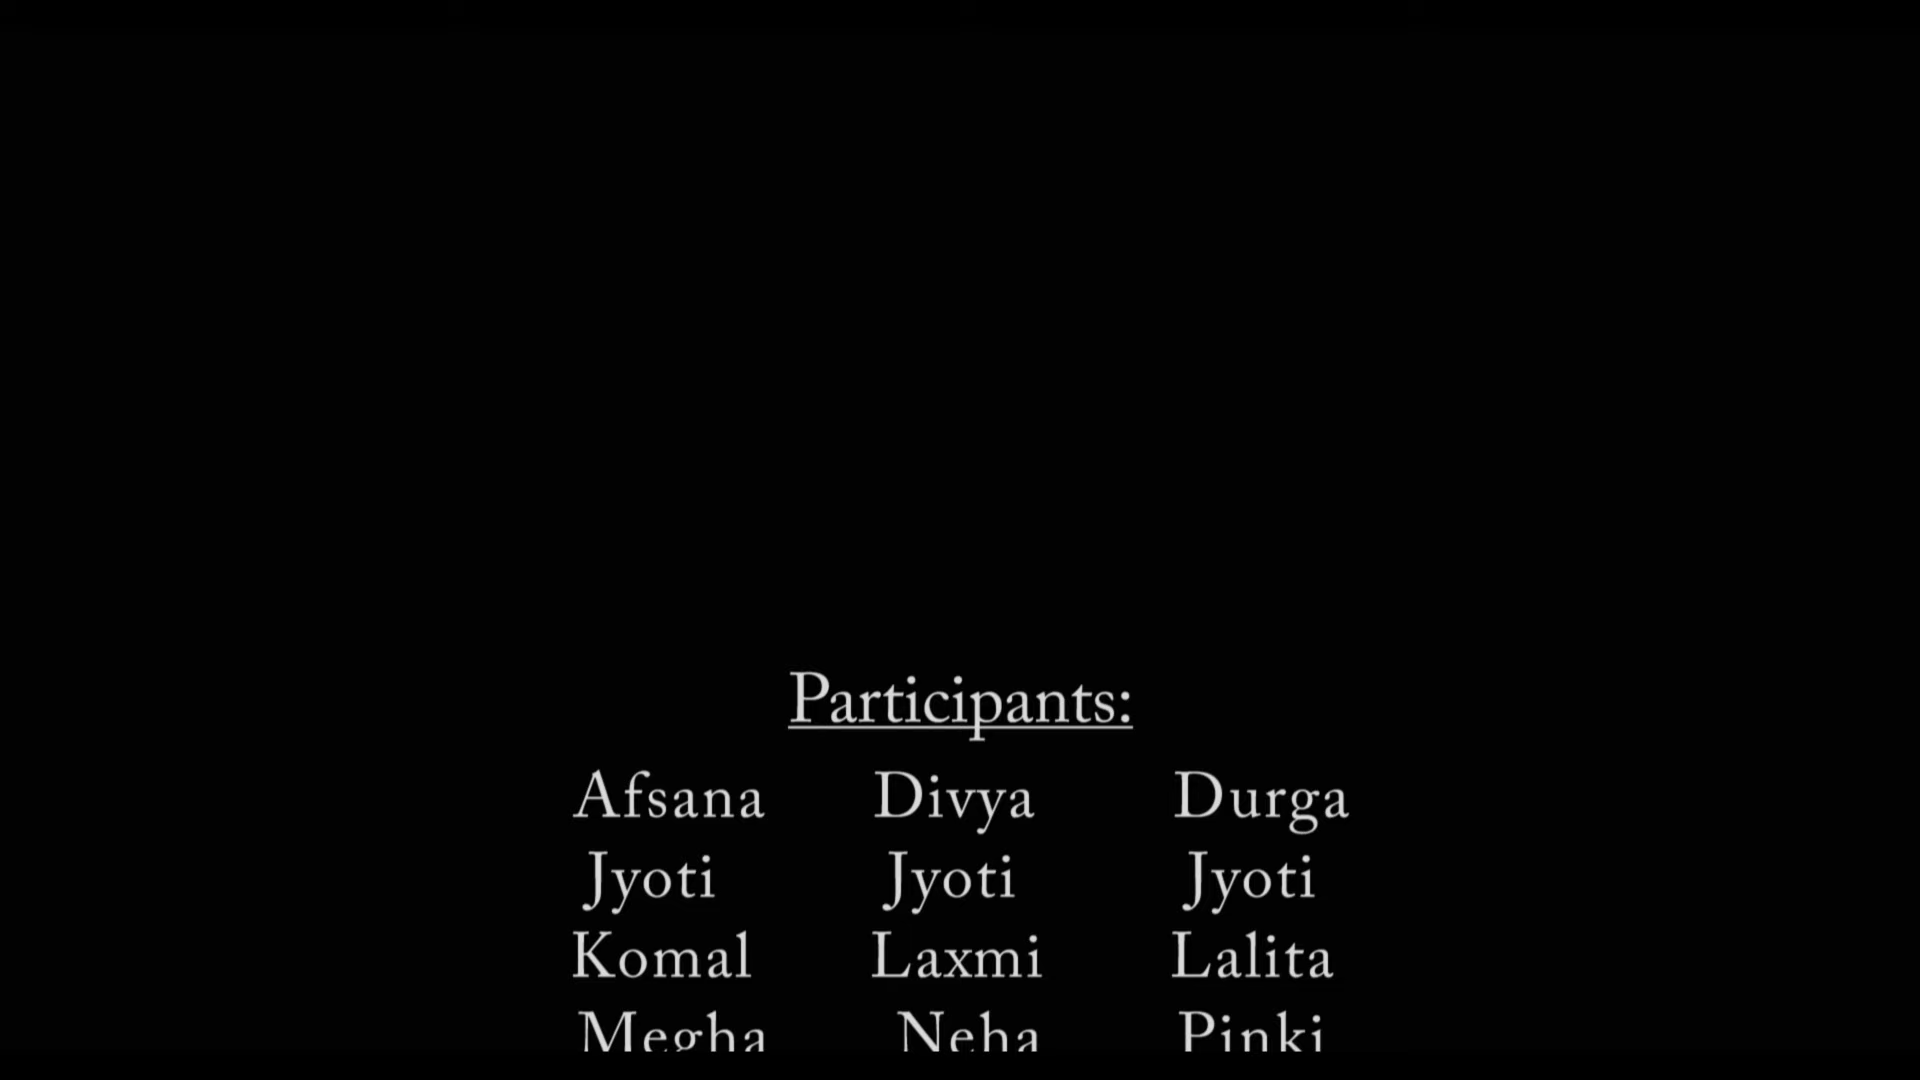 Participants:
Afsana Divya Durga
Jyoti Jyoti Jyoti
Komal Laxmi Lalita
Megha Neha Pinki